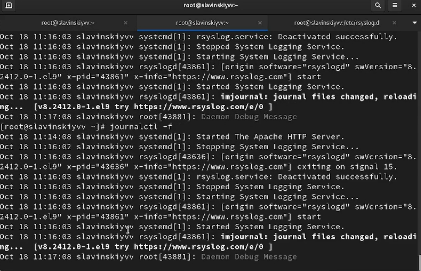 root@slavinskiyvv:~
root@slavinskiyvv:~
root@slavinskiyvv:~
root@slavinskiyvv:/etc/rsyslog.d
Oct 18 11:16:03 slavinskiyvv systemd[1]: rsyslog.service: Deactivated successfully.
Oct 18 11:16:03 slavinskiyvv systemd[1]: Stopped System Logging Service.
Oct 18 11:16:03 slavinskiyvv systemd[1]: Starting System Logging Service...
Oct 18 11:16:03 slavinskiyvv rsyslogd[43861]: [origin software="rsyslogd" swVersion="8.
2412.0-1.el9" x-pid="43861" x-info="https://www.rsyslog.com"] start
Oct 18 11:16:03 slavinskiyvv systemd[1]: Started System Logging Service.
Oct 18 11:16:03 slavinskiyvv rsyslogd[43861]: imjournal: journal files changed, reloadi
ng... [v8.2412.0-1.el9 try https://www.rsyslog.com/e/0 ]
Oct 18 11:17:08 slavinskiyvv root[43881]: Daemon Debug Message
[root@slavinskiyvv ~]# journalctl -f
Oct 18 11:14:08 slavinskiyvv systemd[1]: Started The Apache HTTP Server.
Oct 18 11:16:02 slavinskiyvv systemd[1]: Stopping System Logging Service...
Oct 18 11:16:03 slavinskiyvv rsyslogd[43636]: [origin software="rsyslogd" swVersion="8.
2412.0-1.el9" x-pid="43636" x-info="https://www.rsyslog.com"] exiting on signal 15.
Oct 18 11:16:03 slavinskiyvv systemd[1]: rsyslog.service: Deactivated successfully.
Oct 18 11:16:03 slavinskiyvv systemd[1]: Stopped System Logging Service.
Oct 18 11:16:03 slavinskiyvv systemd[1]: Starting System Logging Service...
Oct 18 11:16:03 slavinskiyvv rsyslogd[43861]: [origin software="rsyslogd" swVersion="8.
2412.0-1.el9" x-pid="43861" x-info="https://www.rsyslog.com"] start
Oct 18 11:16:03 slavinskiyvv systemd[1]: Started System Logging Service.
Oct 18 11:16:03 slavinskiyvv rsyslogd[43861]: imjournal: journal files changed, reloadi
ng... [v8.2412.0-1.el9 try https://www.rsyslog.com/e/0 ]
Oct 18 11:17:08 slavinskiyvv root[43881]: Daemon Debug Message